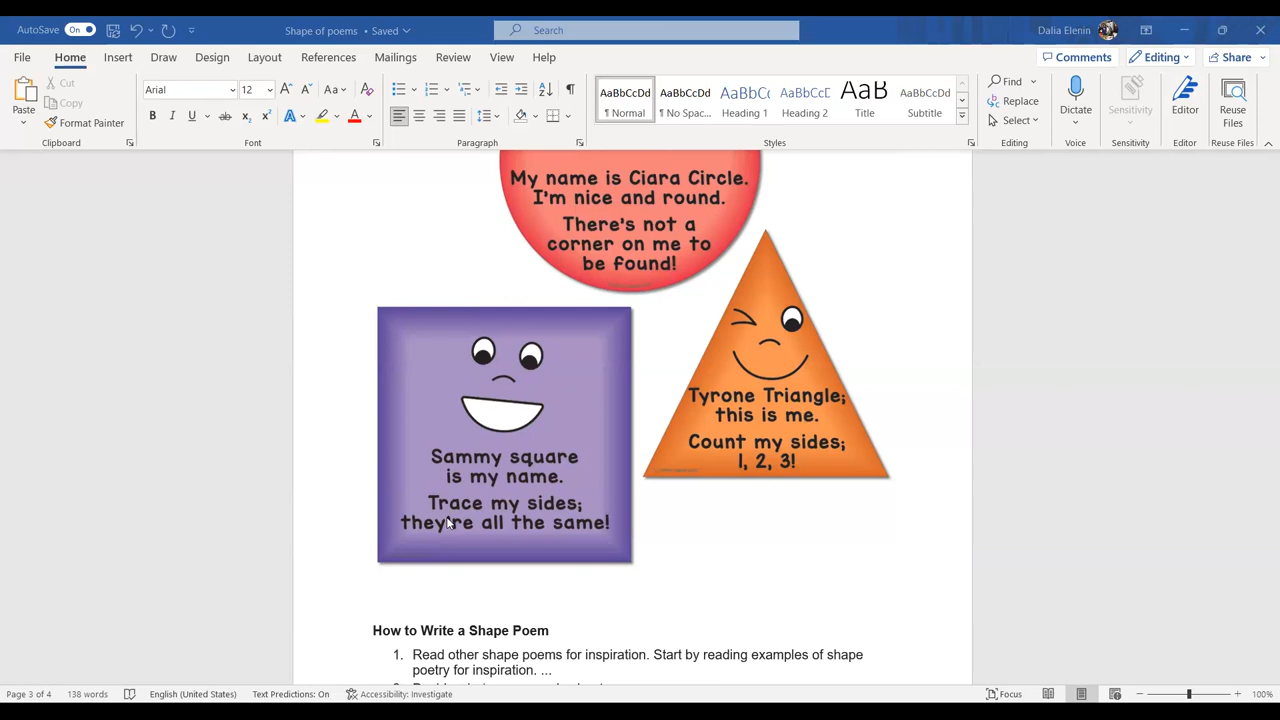 AutoSave On Shape of poems • Saved Search Dalia Elenin
File Home Insert Draw Design Layout References Mailings Review View Help Comments Editing Share
Paste Cut Copy Format Painter
Clipboard
Arial 12
Font
Paragraph
AaBbCcDd AaBbCcDd AaBbCc AaBbCcC AaB AaBbCcD
¶ Normal ¶ No Spac... Heading 1 Heading 2 Title Subtitle
Styles
Find Replace Select
Editing
Dictate
Voice
Sensitivity
Sensitivity
Editor
Editor
Reuse Files
Reuse Files
My name is Ciara Circle.
I'm nice and round.
There's not a
corner on me to
be found!
Tyrone Triangle;
this is me.
Count my sides;
1, 2, 3!
Sammy square
is my name.
Trace my sides;
they're all the same!
How to Write a Shape Poem
1. Read other shape poems for inspiration. Start by reading examples of shape
poetry for inspiration. ...
Page 3 of 4 138 words English (United States) Text Predictions: On Accessibility: Investigate Focus 100%